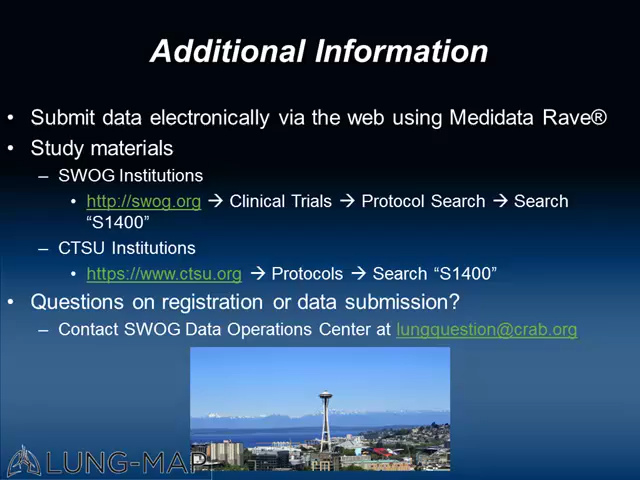 Additional Information
• Submit data electronically via the web using Medidata Rave®
• Study materials
– SWOG Institutions
• http://swog.org → Clinical Trials → Protocol Search → Search
“S1400”
– CTSU Institutions
• https://www.ctsu.org → Protocols → Search “S1400”
• Questions on registration or data submission?
– Contact SWOG Data Operations Center at lungquestion@crab.org
LUNG-MAP